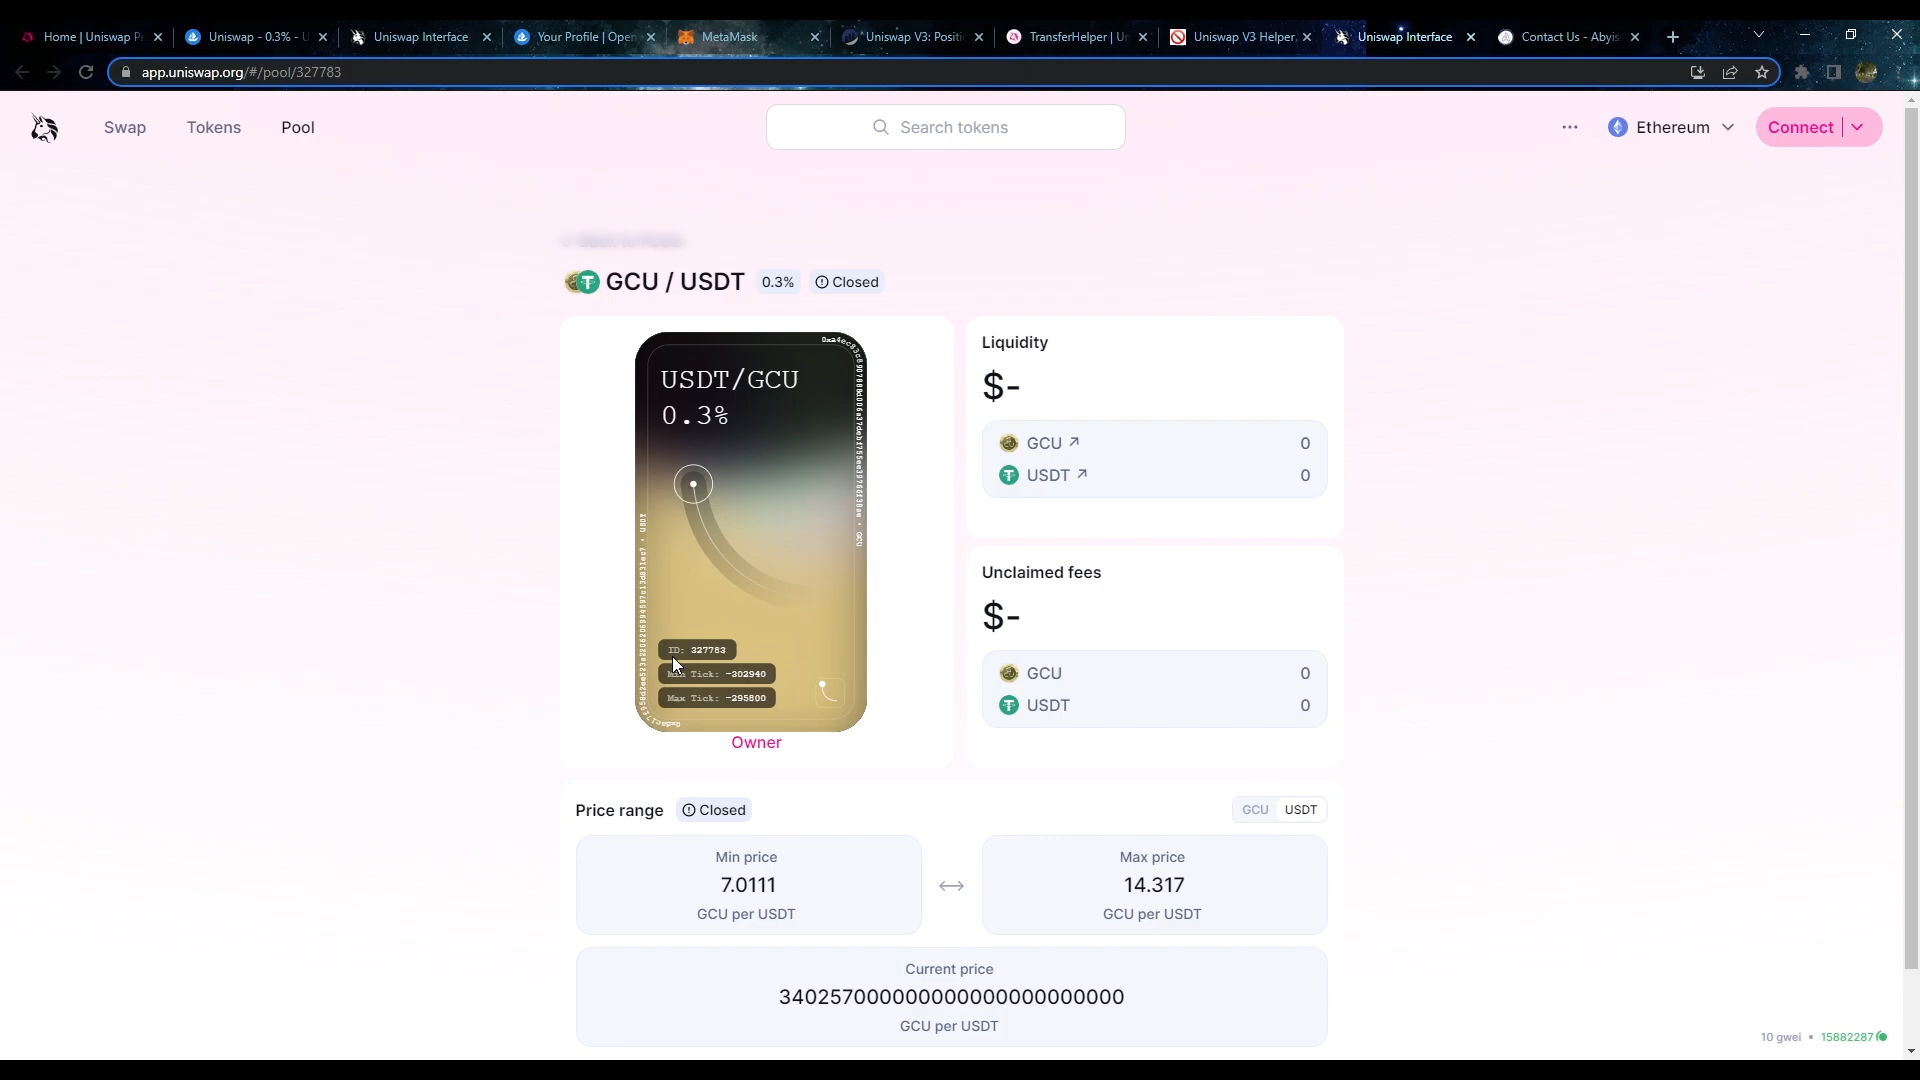 Home | Uniswap P
Uniswap - 0.3% - U
Uniswap Interface
Your Profile | Open
MetaMask
Uniswap V3: Positi
TransferHelper | Un
Uniswap V3 Helper.
Uniswap Interface
Contact Us - Abyis
app.uniswap.org/#/pool/327783
Swap
Tokens
Pool
Search tokens
Ethereum
Connect
GCU / USDT
0.3%
Closed
USDT/GCU
0.3%
ID: 327783
Min Tick: -302940
Max Tick: -295800
Owner
Liquidity
$-
GCU ↗ 0
USDT ↗ 0
Unclaimed fees
$-
GCU 0
USDT 0
Price range
Closed
GCU USDT
Min price
7.0111
GCU per USDT
Max price
14.317
GCU per USDT
Current price
GCU per USDT
10 gwei • 15882287